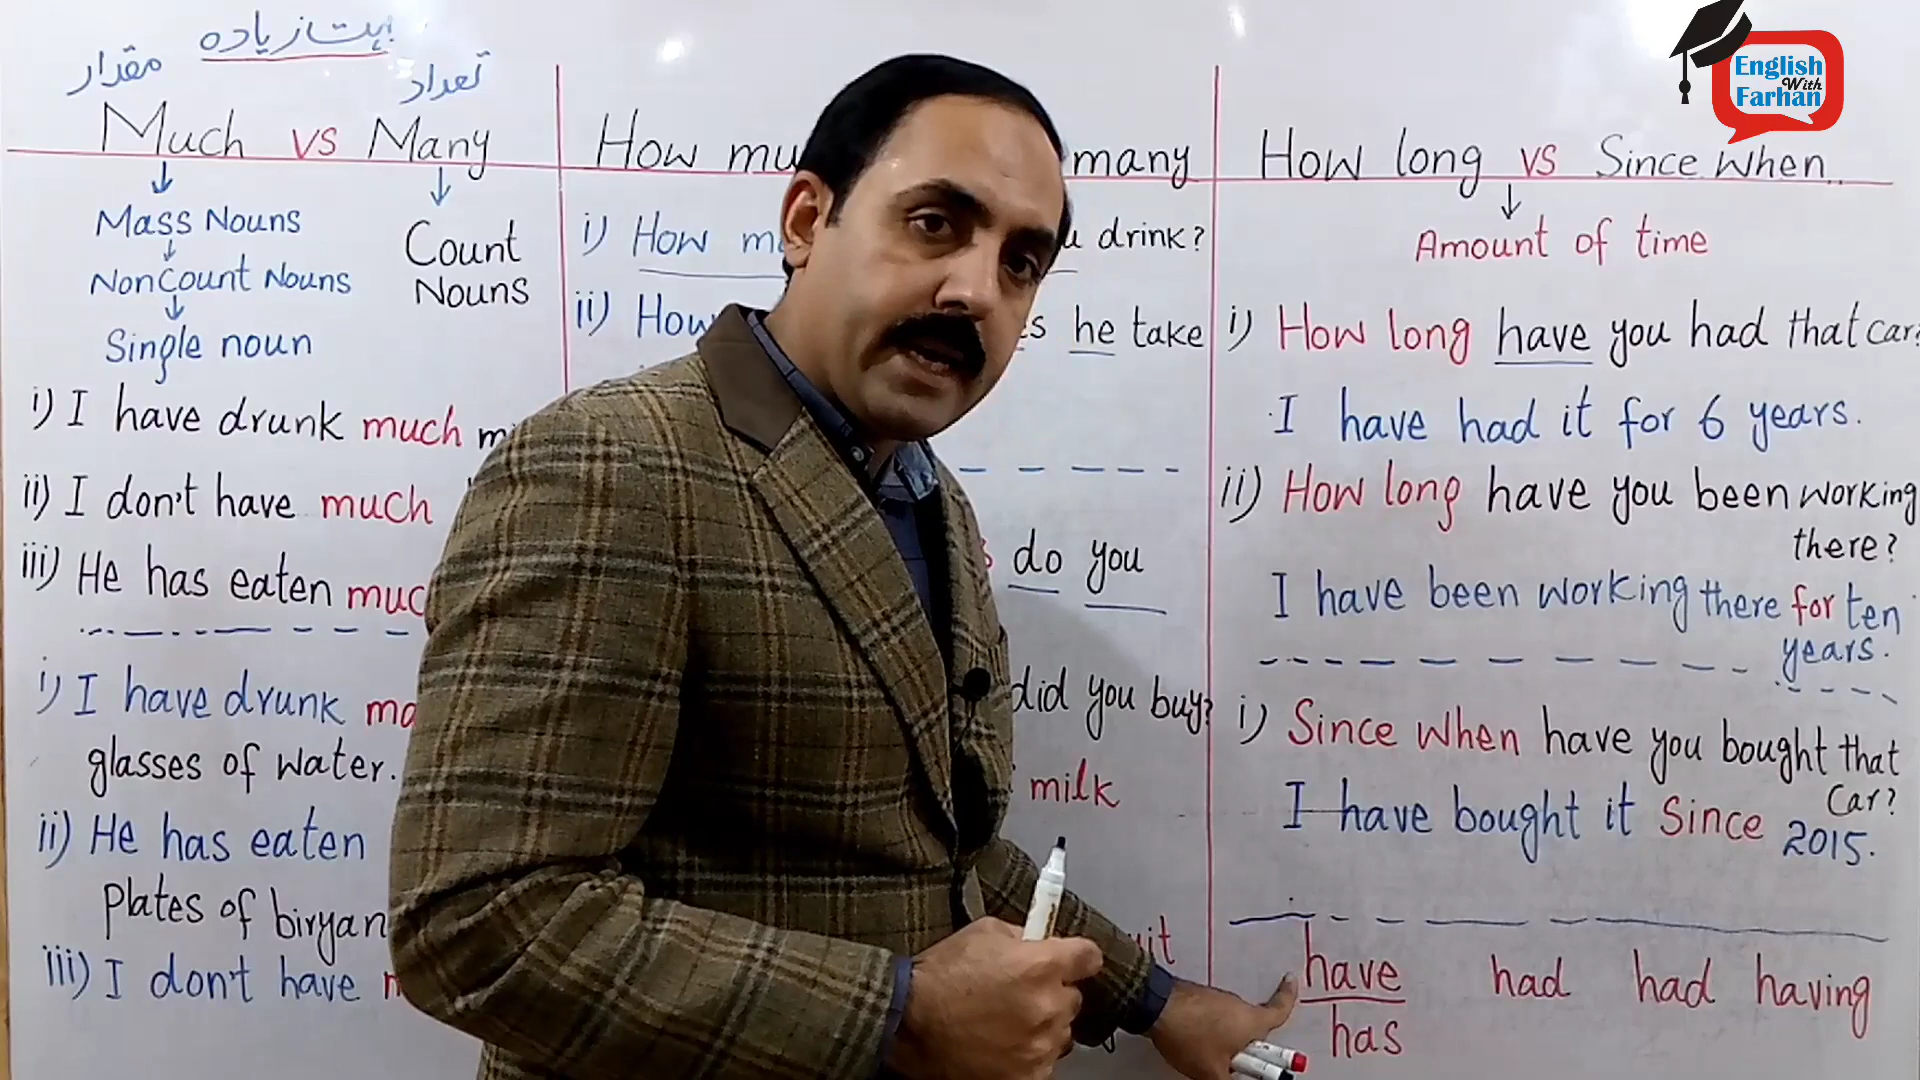 بہت زیادہ
مقدار
تعداد
Much vs Many
Mass Nouns
NonCount Nouns
Single noun
Count
Nouns
i) I have drunk much
ii) I don't have much
iii) He has eaten
i) I have drunk
glasses of water.
ii) He has eaten
Plates of
iii) I don't have
How many
i) How drink?
ii) How he take
do you
did you buy?
milk
How long vs Since when..
Amount of time
i) How long have you had that car?
I have had it for 6 years.
ii) How long have you been working
there?
I have been working there for ten
years.
i) Since when have you bought that
Car?
I have bought it Since 2015.
have had had having
has
English
With
Farhan